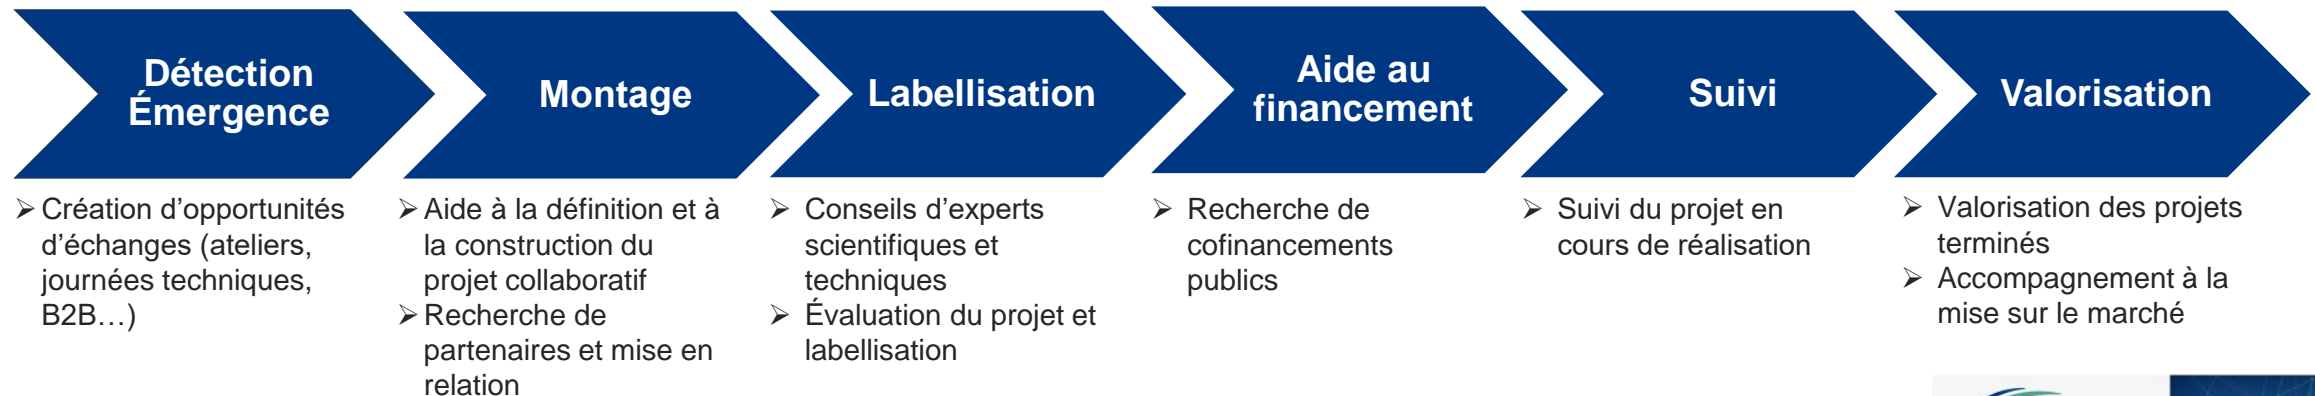 Détection
Émergence
➢ Création d’opportunités
d’échanges (ateliers,
journées techniques,
B2B…)
Montage
➢ Aide à la définition et à
la construction du
projet collaboratif
➢ Recherche de
partenaires et mise en
relation
Labellisation
➢ Conseils d’experts
scientifiques et
techniques
➢ Évaluation du projet et
labellisation
Aide au
financement
➢ Recherche de
cofinancements
publics
Suivi
➢ Suivi du projet en
cours de réalisation
Valorisation
➢ Valorisation des projets
terminés
➢ Accompagnement à la
mise sur le marché